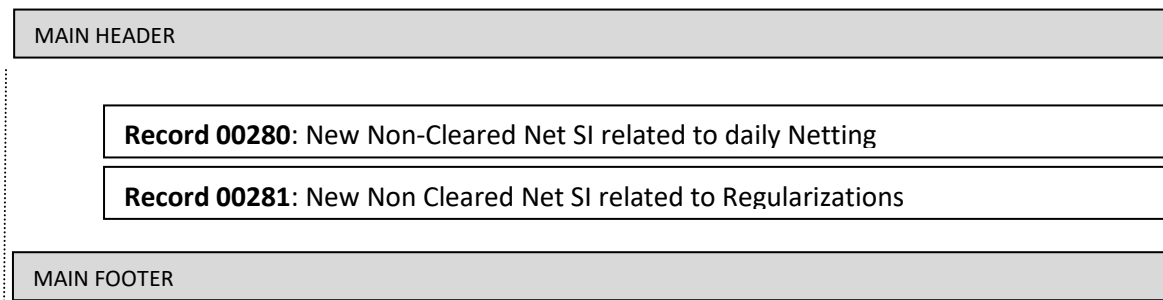 MAIN HEADER
Record 00280: New Non-Cleared Net SI related to daily Netting
Record 00281: New Non Cleared Net SI related to Regularizations
MAIN FOOTER